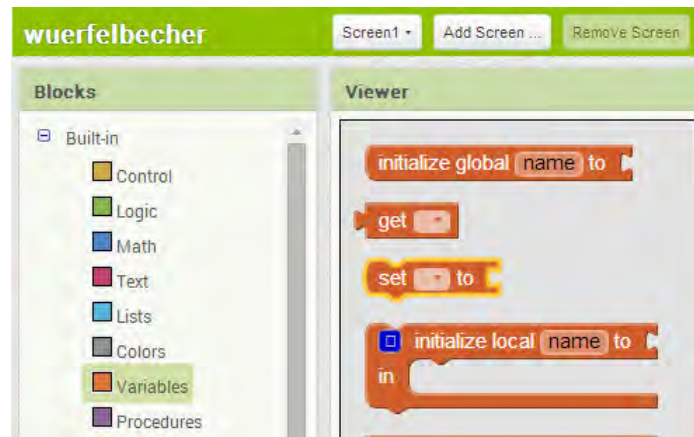 wuerfelbecher
Screen1
Add Screen ...
Remove Screen
Blocks
Viewer
Built-in
Control
Logic
Math
Text
Lists
Colors
Variables
Procedures
initialize global name to
get
set to
initialize local name to
in